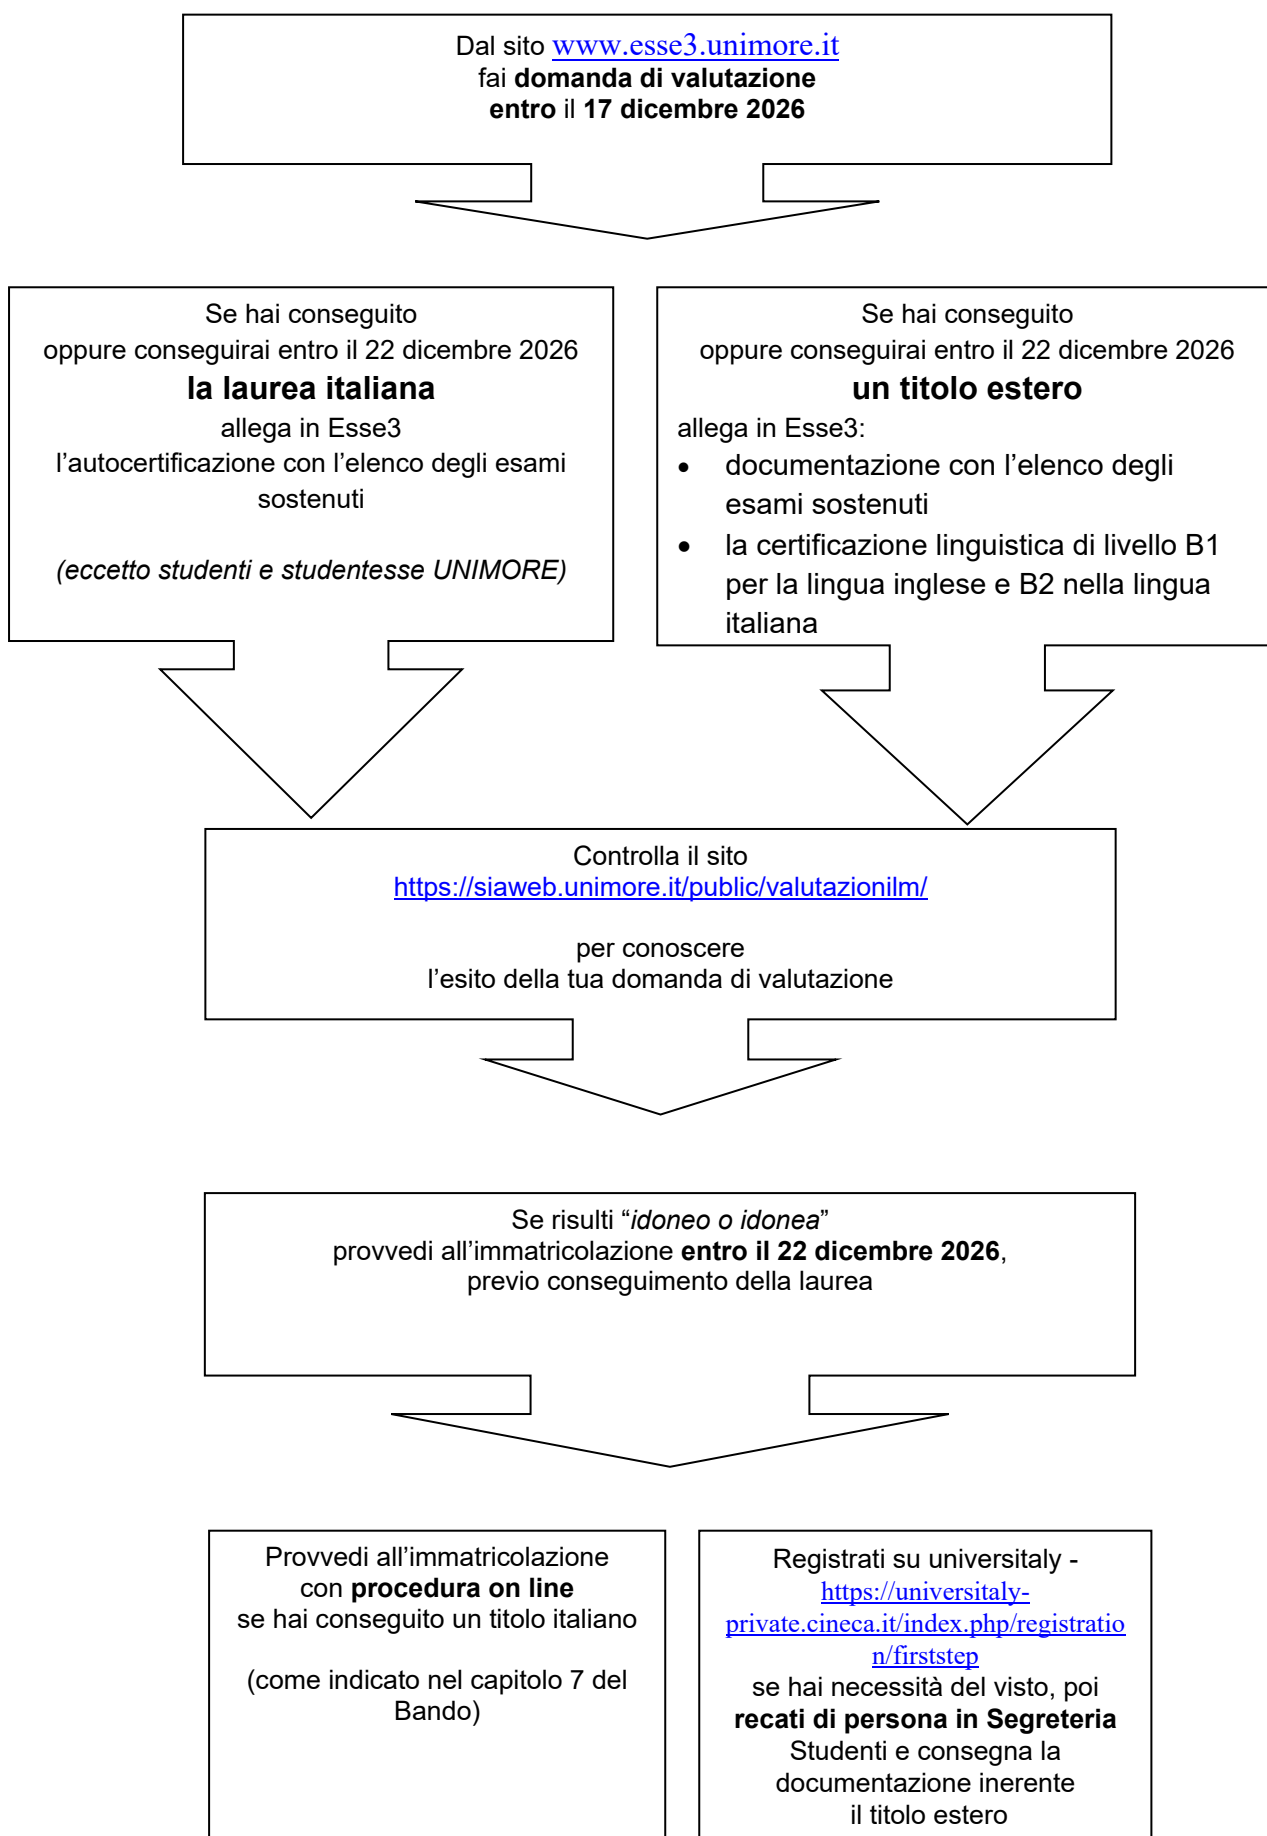 Dal sito www.esse3.unimore.it
fai domanda di valutazione
entro il 17 dicembre 2026
Se hai conseguito
oppure conseguirai entro il 22 dicembre 2026
la laurea italiana
allega in Esse3
l’autocertificazione con l’elenco degli esami
sostenuti
(eccetto studenti e studentesse UNIMORE)
Se hai conseguito
oppure conseguirai entro il 22 dicembre 2026
un titolo estero
allega in Esse3:
• documentazione con l’elenco degli
esami sostenuti
• la certificazione linguistica di livello B1
per la lingua inglese e B2 nella lingua
italiana
Controlla il sito
https://siaweb.unimore.it/public/valutazionilm/
per conoscere
l’esito della tua domanda di valutazione
Se risulti “idoneo o idonea”
provvedi all’immatricolazione entro il 22 dicembre 2026,
previo conseguimento della laurea
Provvedi all’immatricolazione
con procedura on line
se hai conseguito un titolo italiano
(come indicato nel capitolo 7 del
Bando)
Registrati su universitaly -
https://universitaly-
private.cineca.it/index.php/registratio
n/firststep
se hai necessità del visto, poi
recati di persona in Segreteria
Studenti e consegna la
documentazione inerente
il titolo estero